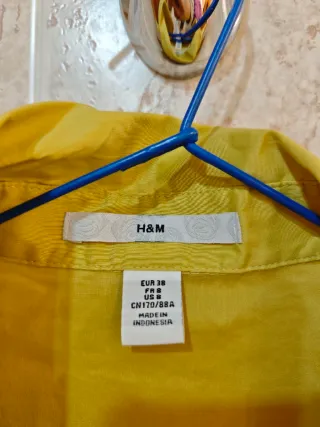 H&M
EUR 38
FR 8
US 8
CN170/88A
MADE IN
INDONESIA